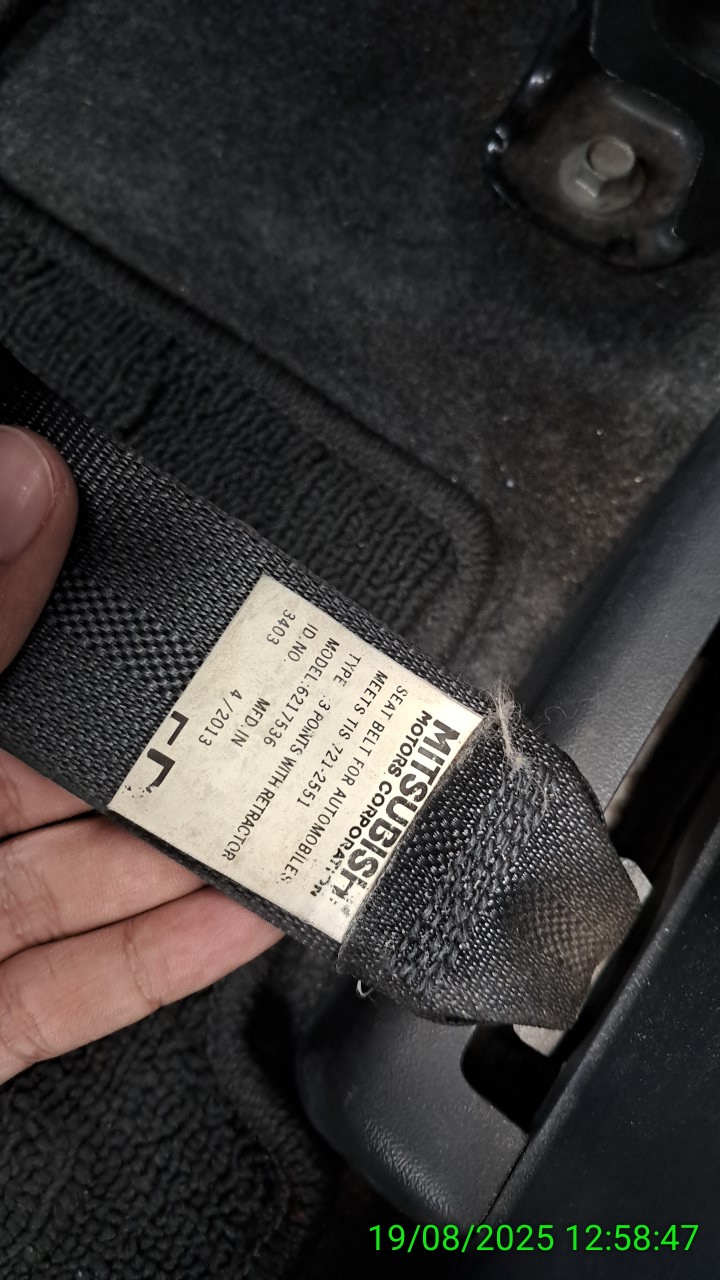 MITSUBISHI
MOTORS CORPORATION
SEAT BELT FOR AUTOMOBILES
MEETS TIS 721-2551
TYPE 3 POINTS WITH RETRACTOR
MODEL:6217536
ID.NO. MFD IN
3403 4/2013
19/08/2025 12:58:47